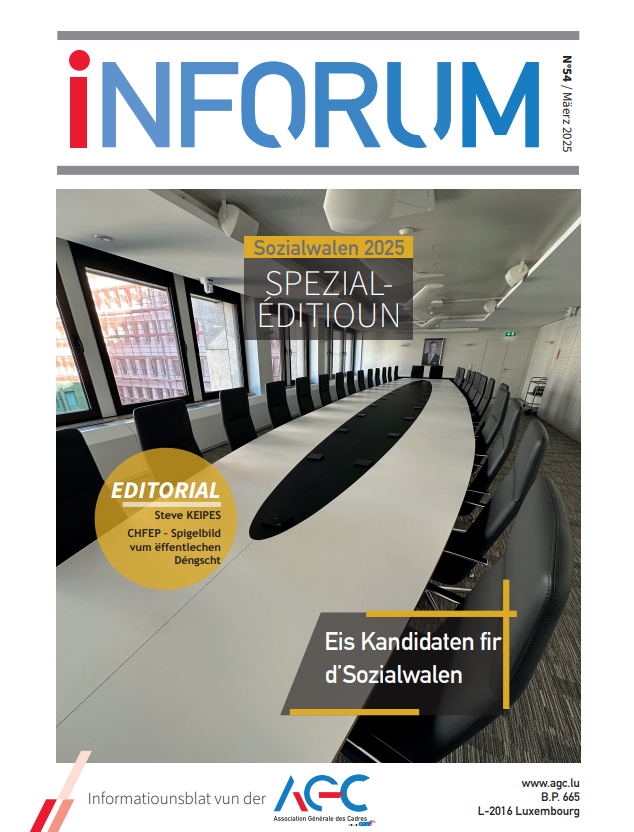 iNFORUM
N°54 / Mäerz 2025
Sozialwalen 2025
SPEZIAL-
ÉDITIOUN
EDITORIAL
Steve KEIPES
CHFEP - Spigelbild
vum ëffentlechen
Déngscht
Eis Kandidaten fir
d'Sozialwalen
Informatiounsblat vun der
AGC
Association Générale des Cadres
www.agc.lu
B.P. 665
L-2016 Luxembourg